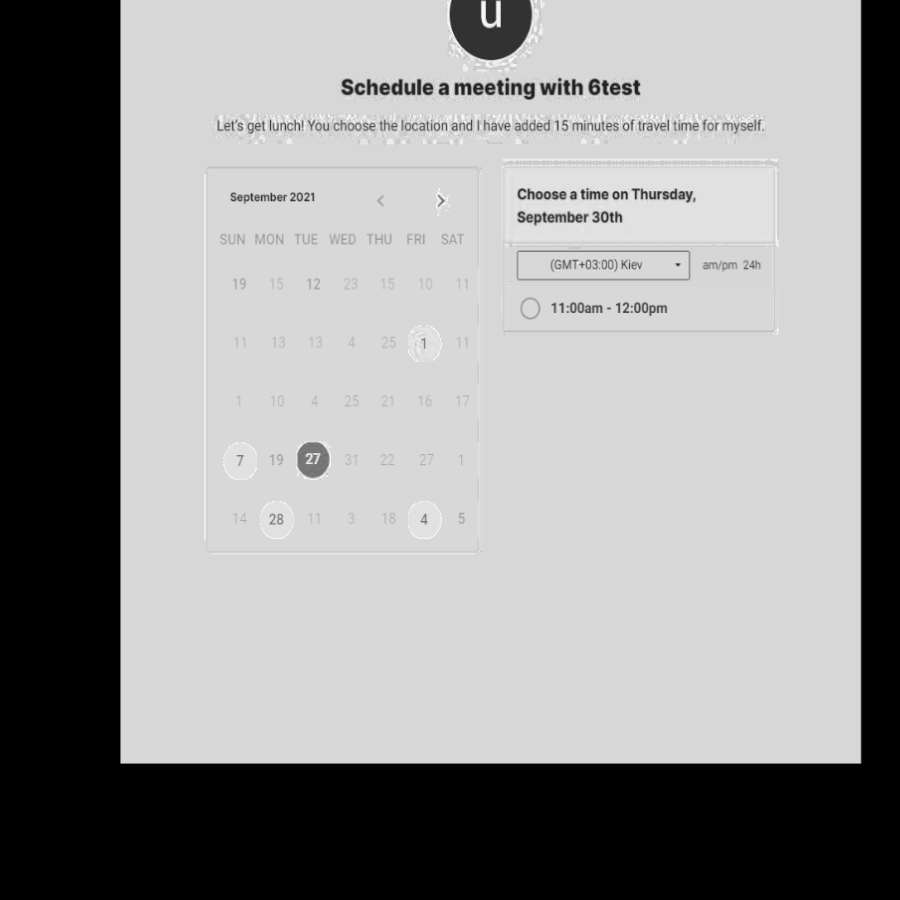 u
Schedule a meeting with 6test
Let's get lunch! You choose the location and I have added 15 minutes of travel time for myself.
September 2021
SUN MON TUE WED THU FRI SAT
19 15 12 23 15 10 11
11 13 13 4 25 1 11
1 10 4 25 21 16 17
7 19 27 31 22 27 1
14 28 11 3 18 4 5
Choose a time on Thursday,
September 30th
(GMT+03:00) Kiev am/pm 24h
11:00am - 12:00pm